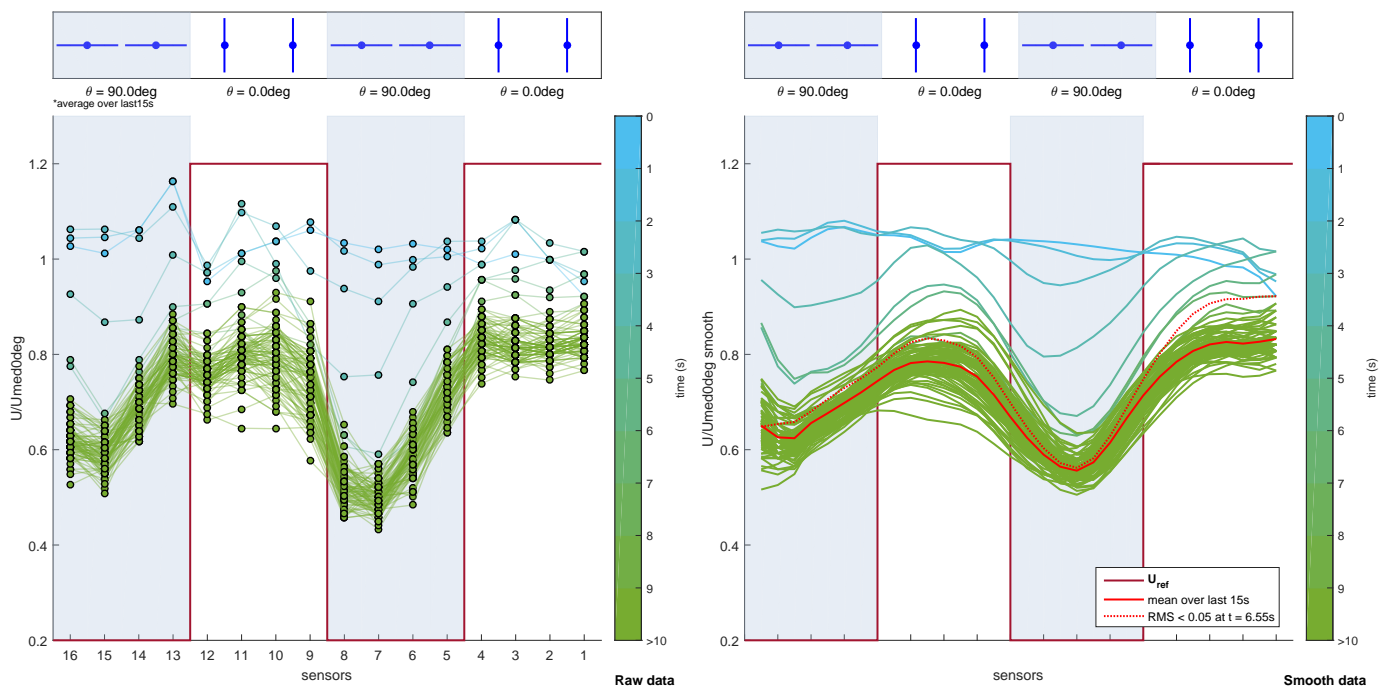 θ = 90.0deg
θ = 0.0deg
θ = 90.0deg
θ = 0.0deg
*average over last15s
U/Umed0deg
1.2
1
0.8
0.6
0.4
0.2
16 15 14 13 12 11 10 9 8 7 6 5 4 3 2 1
sensors
0
1
2
3
4
5
6
7
8
9
>10
time (s)
Raw data
θ = 90.0deg
θ = 0.0deg
θ = 90.0deg
θ = 0.0deg
U/Umed0deg smooth
1.2
1
0.8
0.6
0.4
0.2
U_ref
mean over last 15s
RMS < 0.05 at t = 6.55s
sensors
0
1
2
3
4
5
6
7
8
9
>10
time (s)
Smooth data